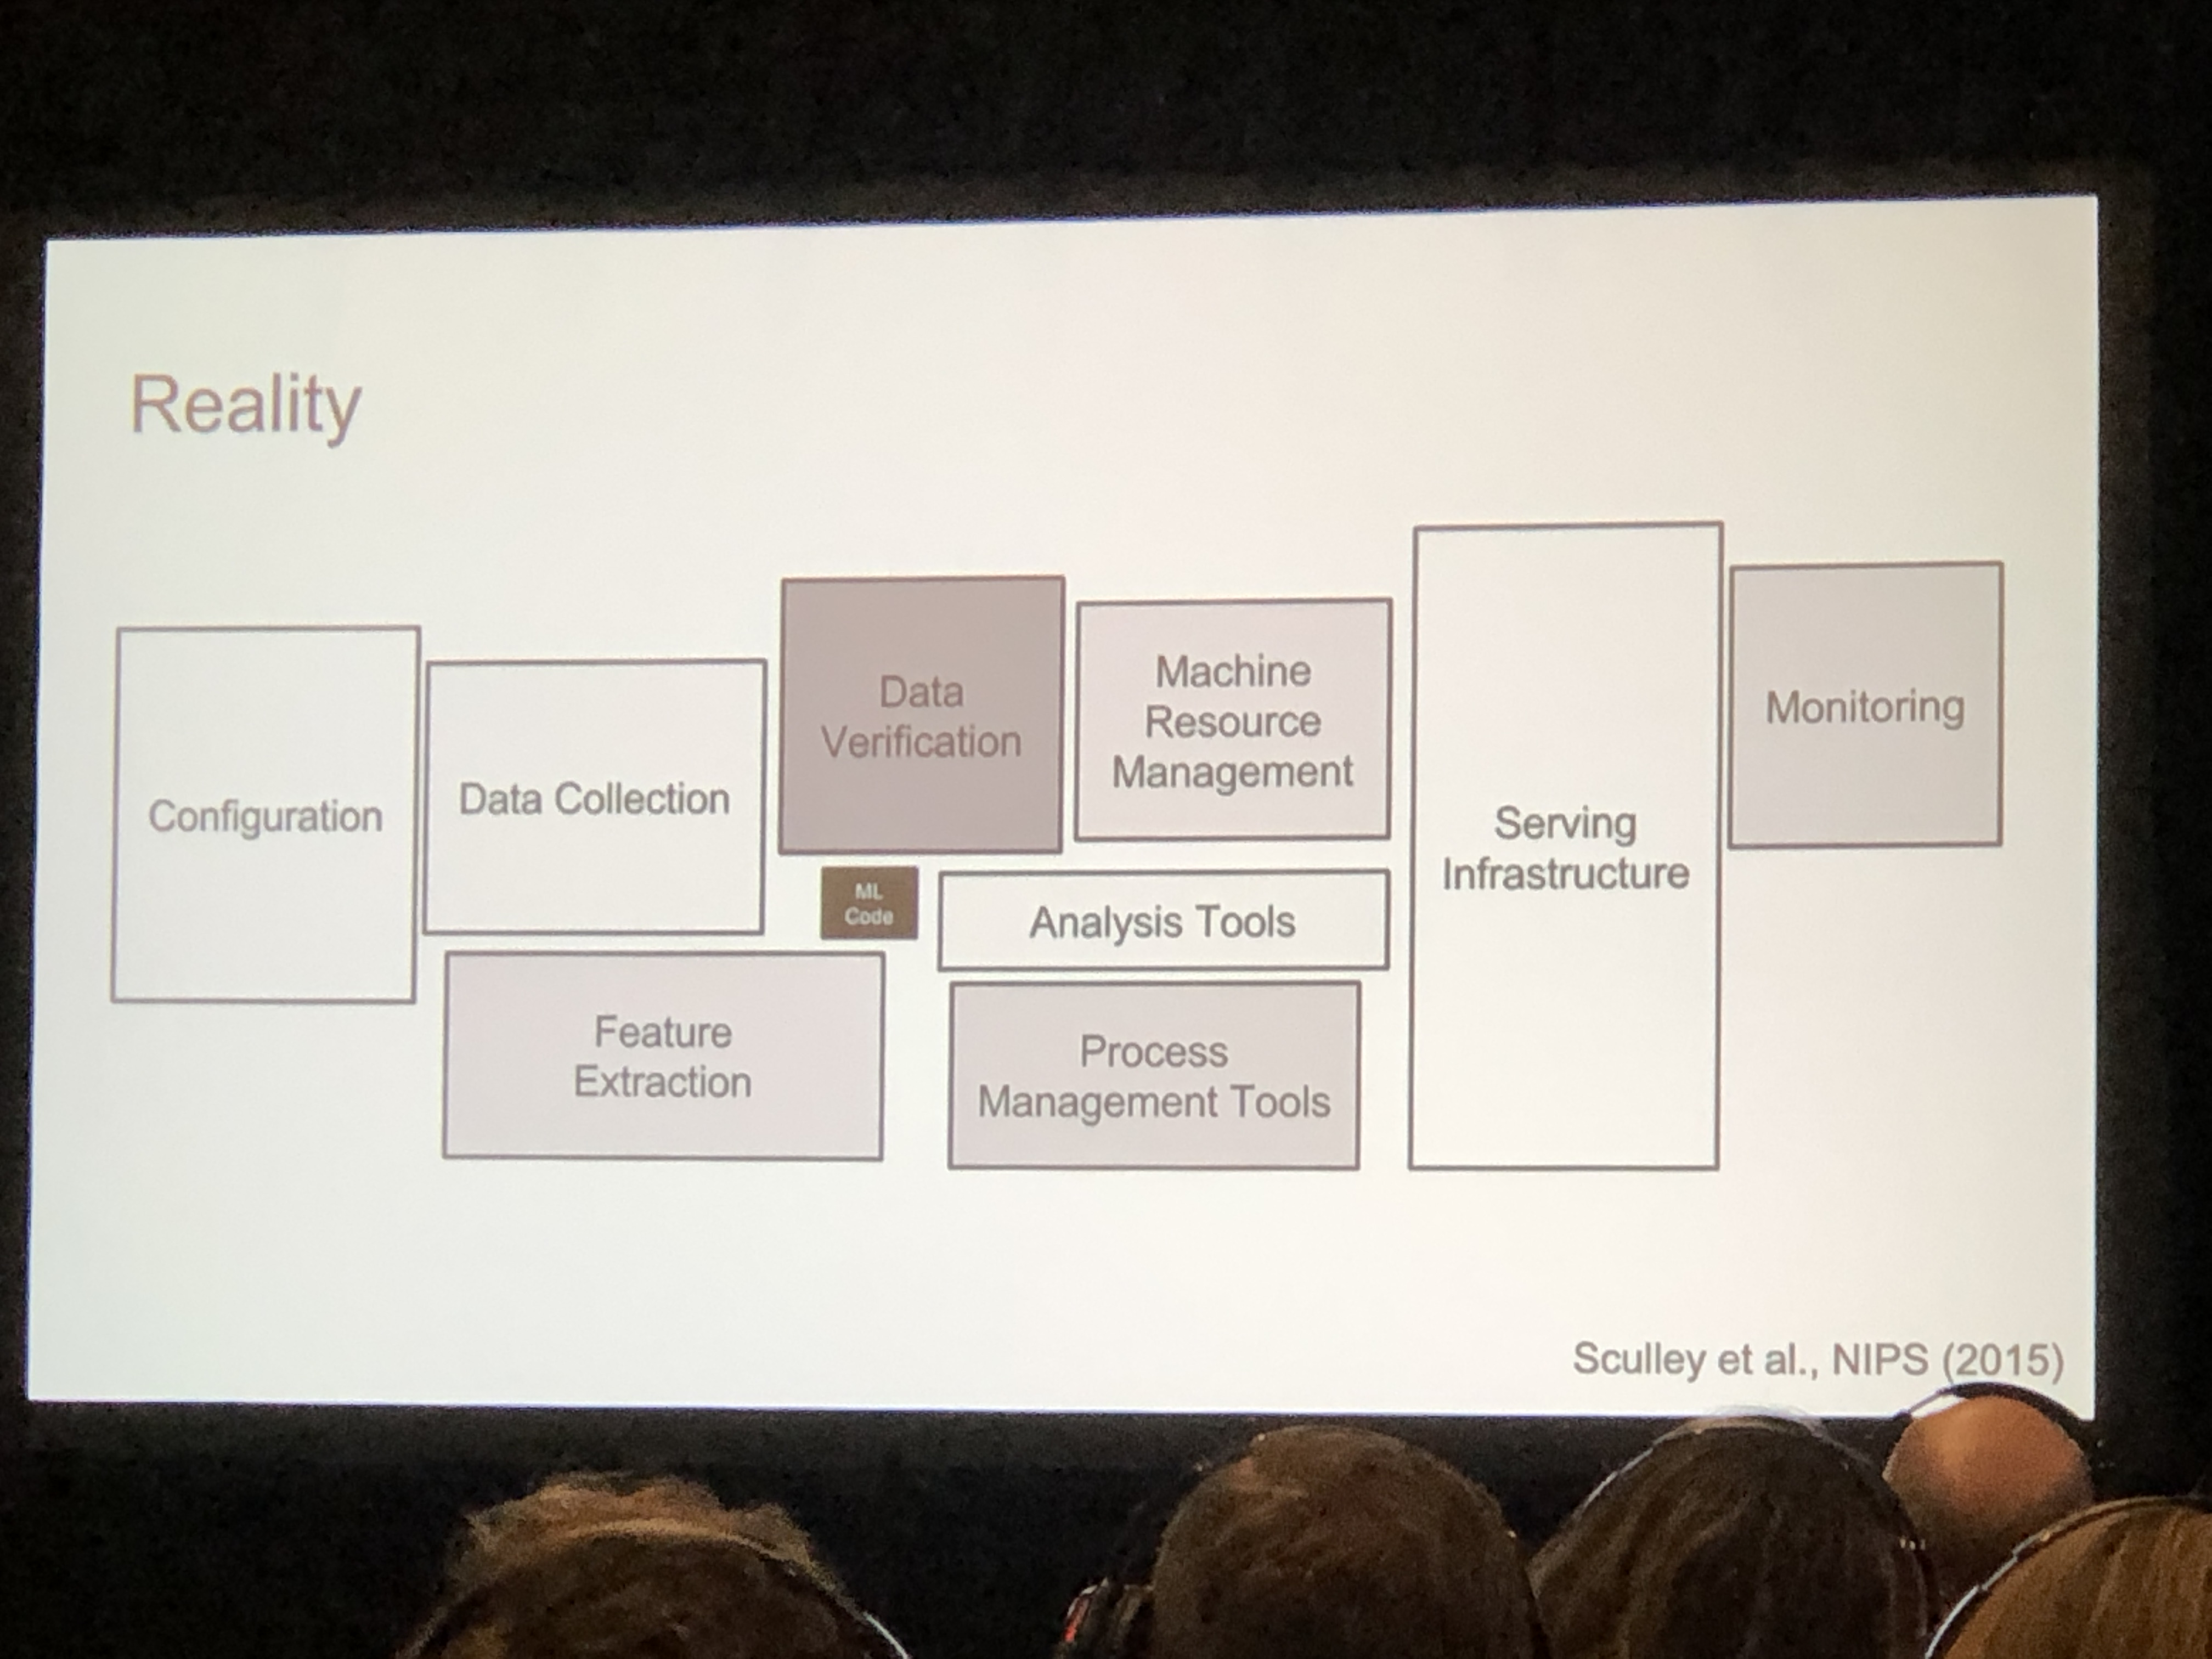 Reality
Configuration
Data Collection
Data
Verification
Machine
Resource
Management
Serving
Infrastructure
Monitoring
ML
Code
Analysis Tools
Feature
Extraction
Process
Management Tools
Sculley et al., NIPS (2015)